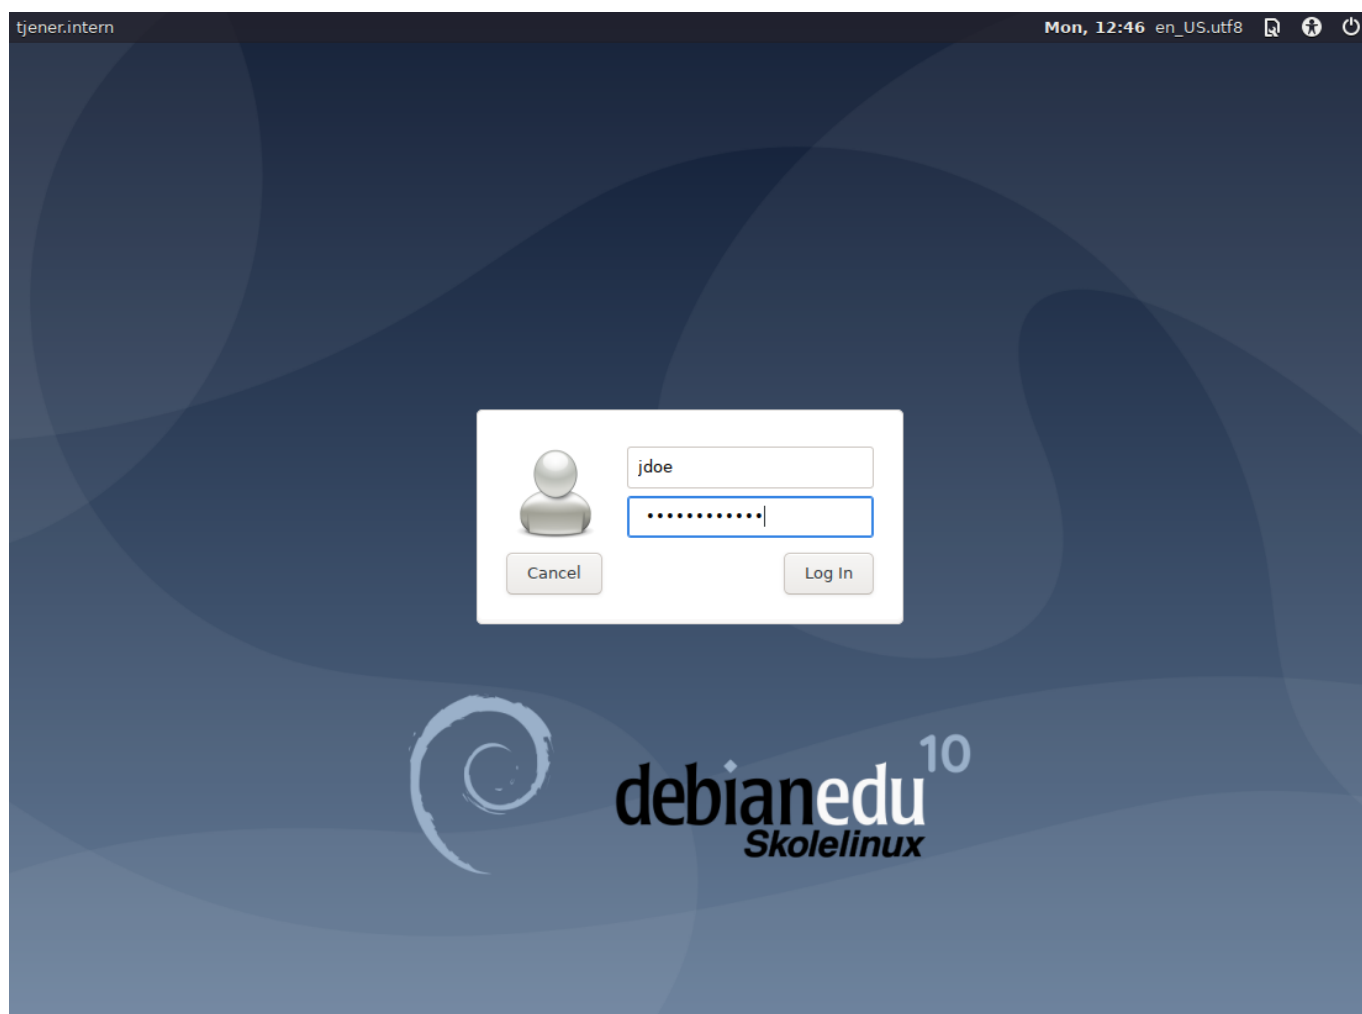 tjener.intern
Mon, 12:46 en_US.utf8
jdoe
••••••••••••
Cancel
Log In
debianedu 10
Skolelinux